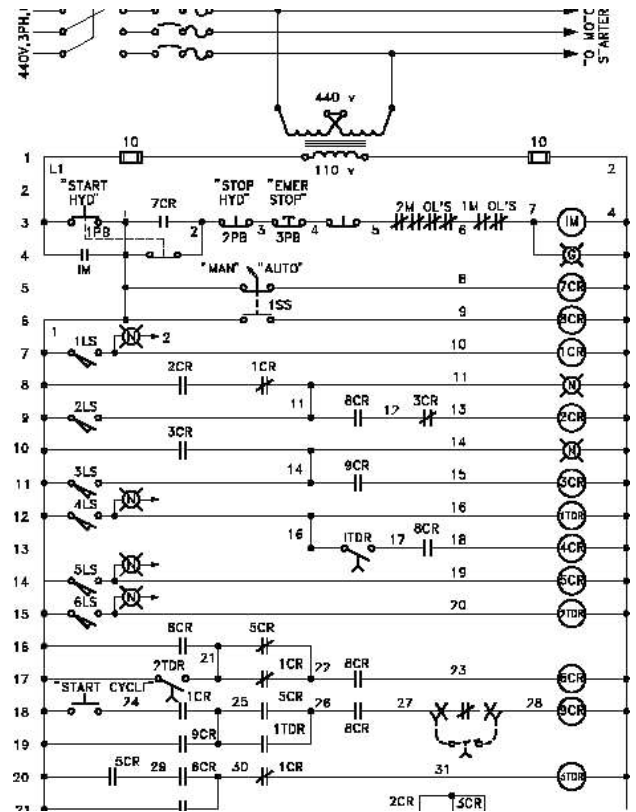 440V,3PH,
TO MOTO
STARTER
440 v
10 10
110 v
1 L1 2
2 "START HYD" "STOP HYD" "EMER STOP"
7CR 2M OL'S 1M OL'S 7
3 1PB 2 2PB 3 3PB 4 5 6 1M 4
4 1M G
"MAN" "AUTO"
5 8 7CR
1SS
6 9 8CR
1 N 2
7 1LS 10 1CR
2CR 1CR
8 11 N
9 2LS 11 8CR 12 3CR 13 2CR
3CR
10 14 N
11 3LS 14 9CR 15 3CR
N
12 4LS 16 1TDR
13 16 1TDR 17 8CR 18 4CR
N
14 5LS 19 5CR
N
15 6LS 20 2TDR
6CR 5CR
16 21
2TDR 1CR 22 8CR
17 23 6CR
"START CYCLE"
18 24 1CR 25 5CR 26 8CR 27 28 9CR
19 9CR 1TDR
20 5CR 29 6CR 30 1CR 31 3TDR
21 2CR 3CR